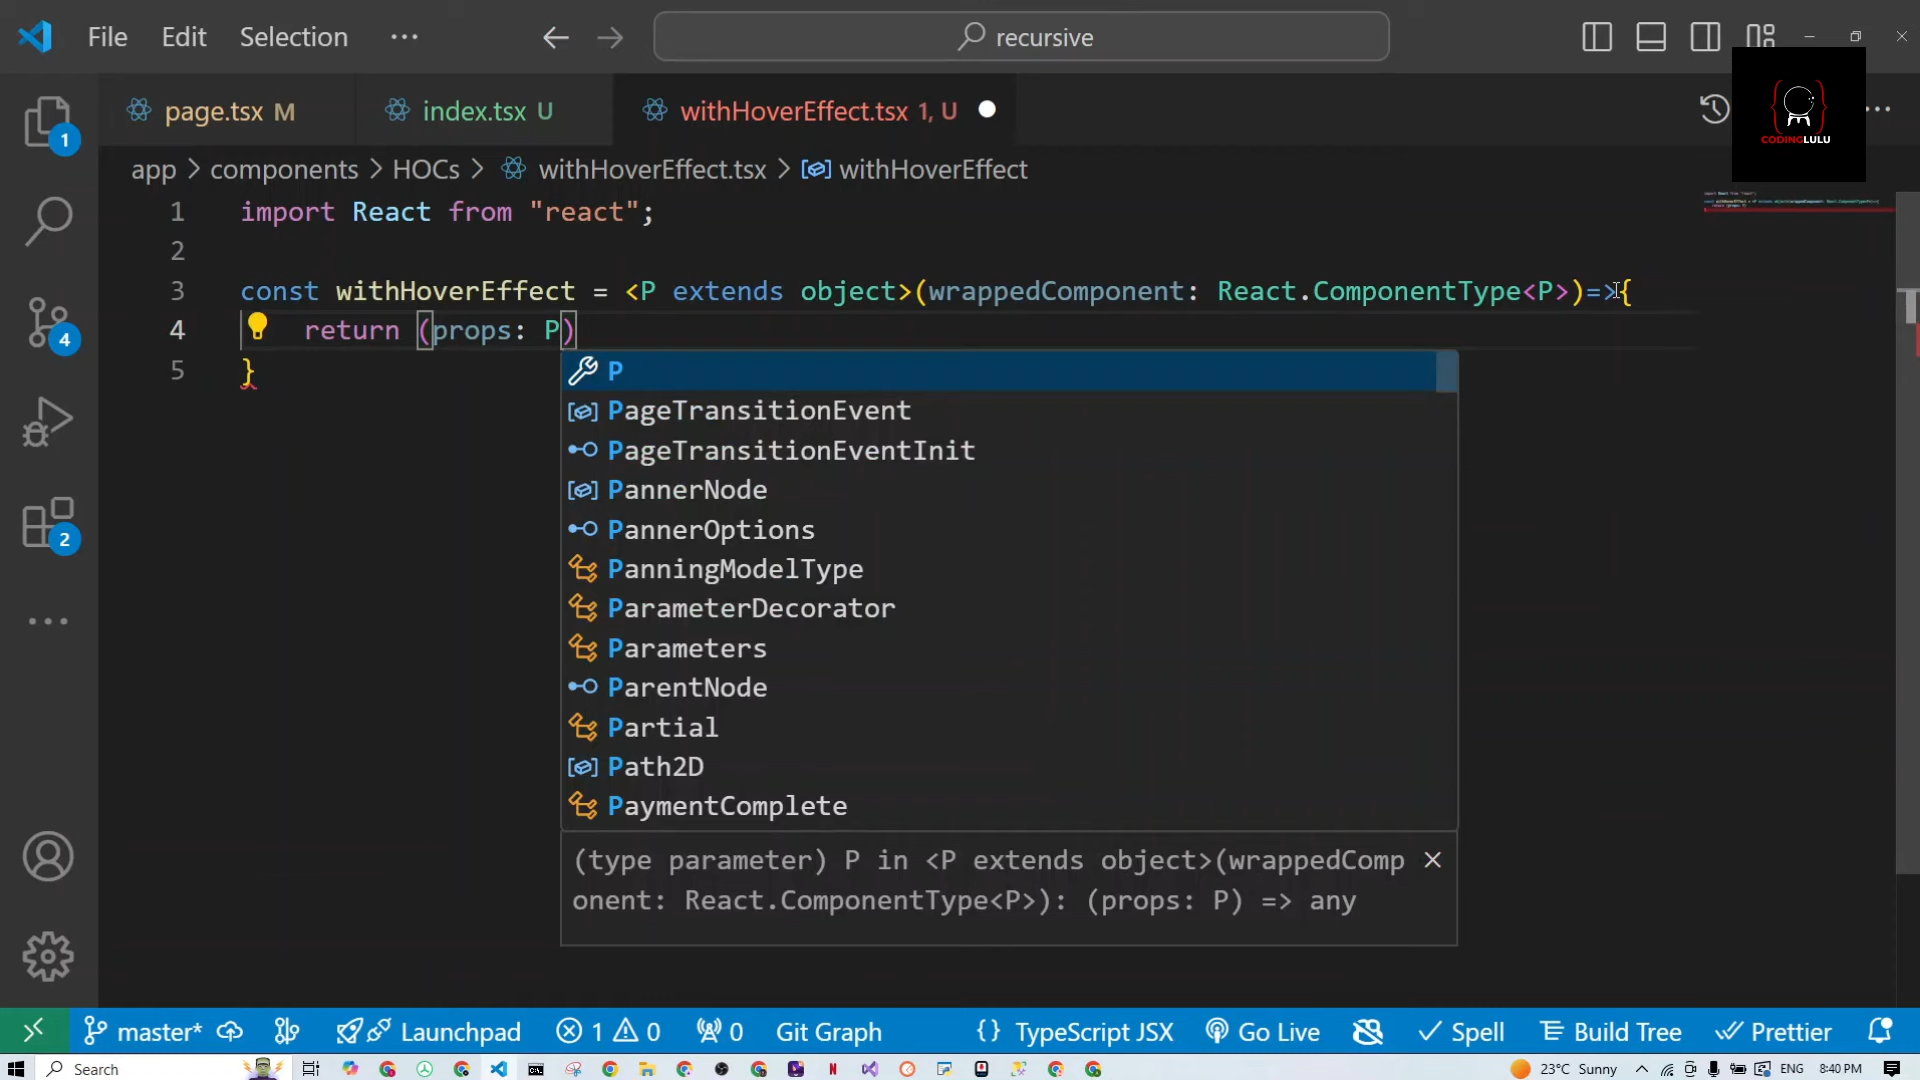 File Edit Selection ··· recursive
page.tsx M index.tsx U withHoverEffect.tsx 1, U
CODINGLULU
app > components > HOCs > withHoverEffect.tsx > withHoverEffect
1 import React from "react";
2
3 const withHoverEffect = <P extends object>(wrappedComponent: React.ComponentType<P>)=>{
4 return (props: P)
5 }
P
PageTransitionEvent
PageTransitionEventInit
PannerNode
PannerOptions
PanningModelType
ParameterDecorator
Parameters
ParentNode
Partial
Path2D
PaymentComplete
(type parameter) P in <P extends object>(wrappedComp
onent: React.ComponentType<P>): (props: P) => any
1
4
2
master* Launchpad 1 0 0 Git Graph {} TypeScript JSX Go Live Spell Build Tree Prettier
Search 23°C Sunny ENG 8:40 PM